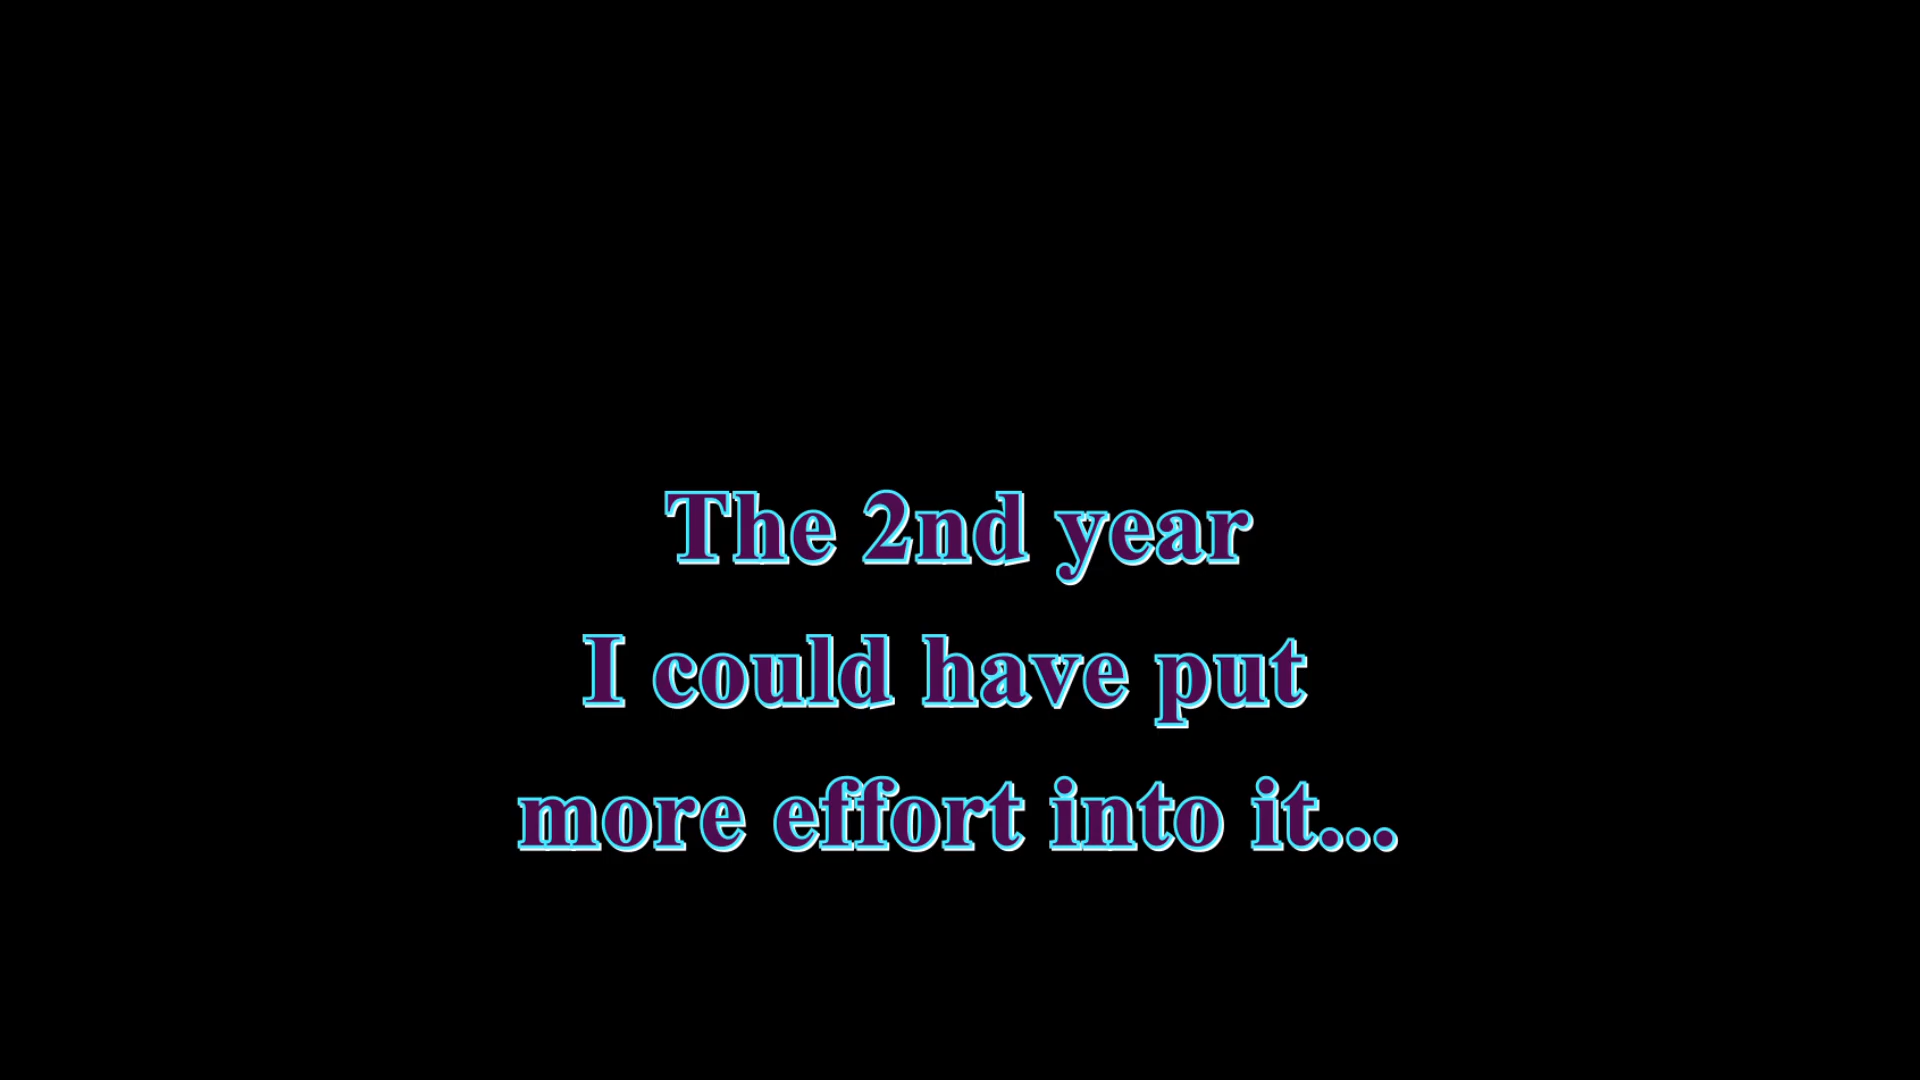 The 2nd year
I could have put
more effort into it...